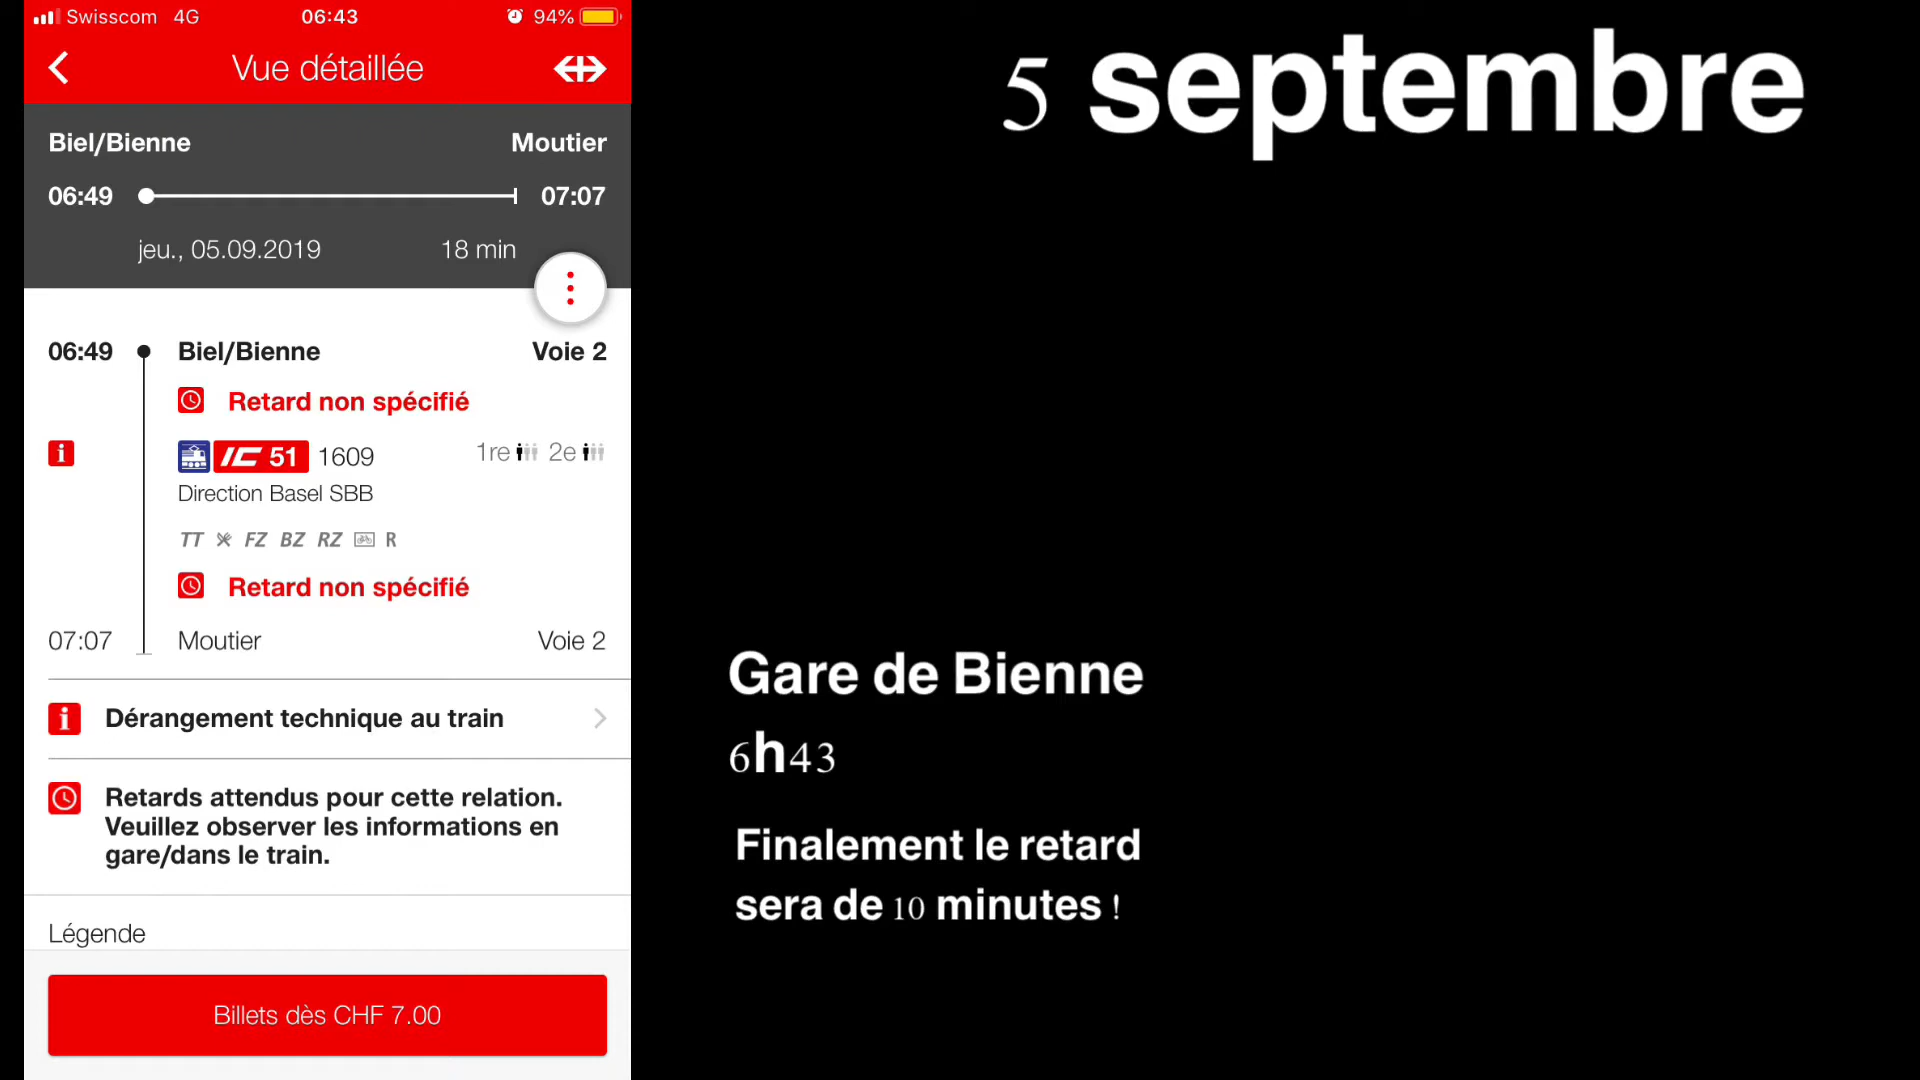 Swisscom 4G 06:43 94%
Vue détaillée
Biel/Bienne Moutier
06:49 07:07
jeu., 05.09.2019 18 min
06:49 Biel/Bienne Voie 2
Retard non spécifié
IC 51 1609 1re 2e
Direction Basel SBB
TT FZ BZ RZ R
Retard non spécifié
07:07 Moutier Voie 2
Dérangement technique au train
Retards attendus pour cette relation.
Veuillez observer les informations en
gare/dans le train.
Légende
Billets dès CHF 7.00
5 septembre
Gare de Bienne
6h43
Finalement le retard
sera de 10 minutes !